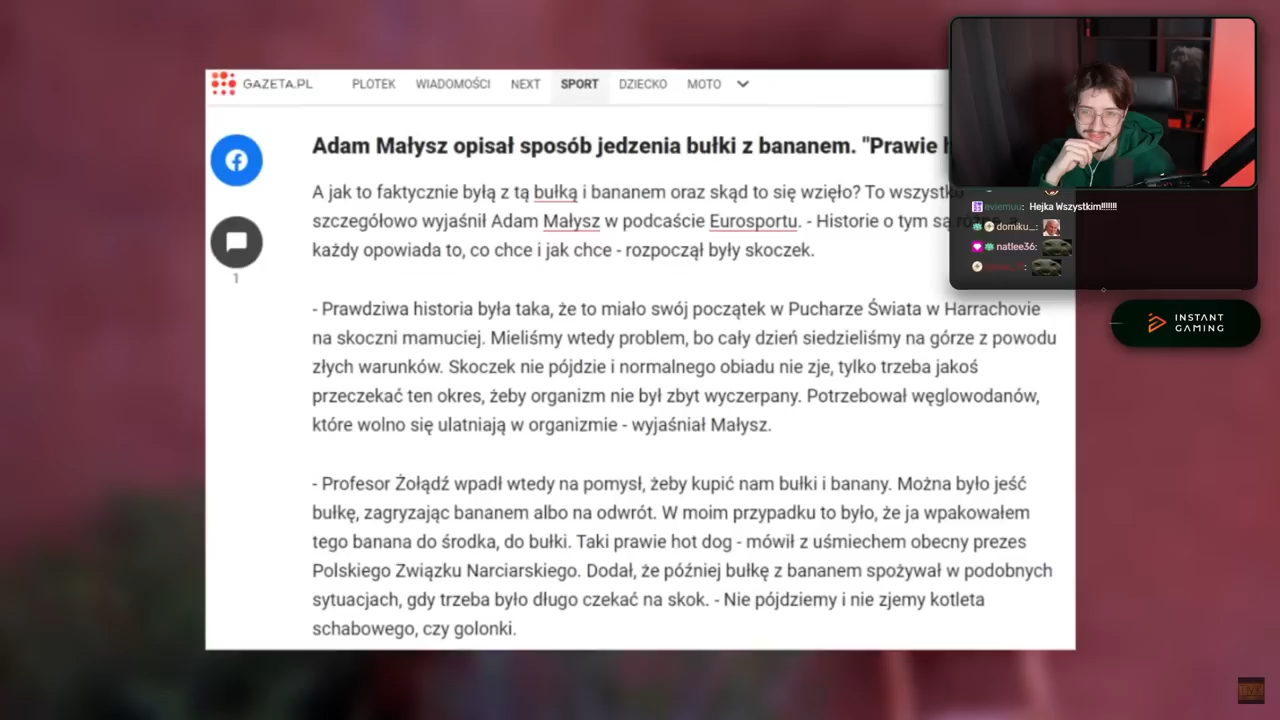 GAZETA.PL PLOTEK WIADOMOŚCI NEXT SPORT DZIECKO MOTO
Adam Małysz opisał sposób jedzenia bułki z bananem. "Prawie
A jak to faktycznie byłą z tą bułką i bananem oraz skąd to się wzięło? To wszystko
szczegółowo wyjaśnił Adam Małysz w podcaście Eurosportu. - Historie o tym są różne, a
każdy opowiada to, co chce i jak chce - rozpoczął były skoczek.
1
- Prawdziwa historia była taka, że to miało swój początek w Pucharze Świata w Harrachovie
na skoczni mamuciej. Mieliśmy wtedy problem, bo cały dzień siedzieliśmy na górze z powodu
złych warunków. Skoczek nie pójdzie i normalnego obiadu nie zje, tylko trzeba jakoś
przeczekać ten okres, żeby organizm nie był zbyt wyczerpany. Potrzebował węglowodanów,
które wolno się ulatniają w organizmie - wyjaśniał Małysz.
- Profesor Żołądź wpadł wtedy na pomysł, żeby kupić nam bułki i banany. Można było jeść
bułkę, zagryzając bananem albo na odwrót. W moim przypadku to było, że ja wpakowałem
tego banana do środka, do bułki. Taki prawie hot dog - mówił z uśmiechem obecny prezes
Polskiego Związku Narciarskiego. Dodał, że później bułkę z bananem spożywał w podobnych
sytuacjach, gdy trzeba było długo czekać na skok. - Nie pójdziemy i nie zjemy kotleta
schabowego, czy golonki.
eviemuu: Hejka Wszystkim!!!!!!!
domiku_:
natlee36:
INSTANT
GAMING